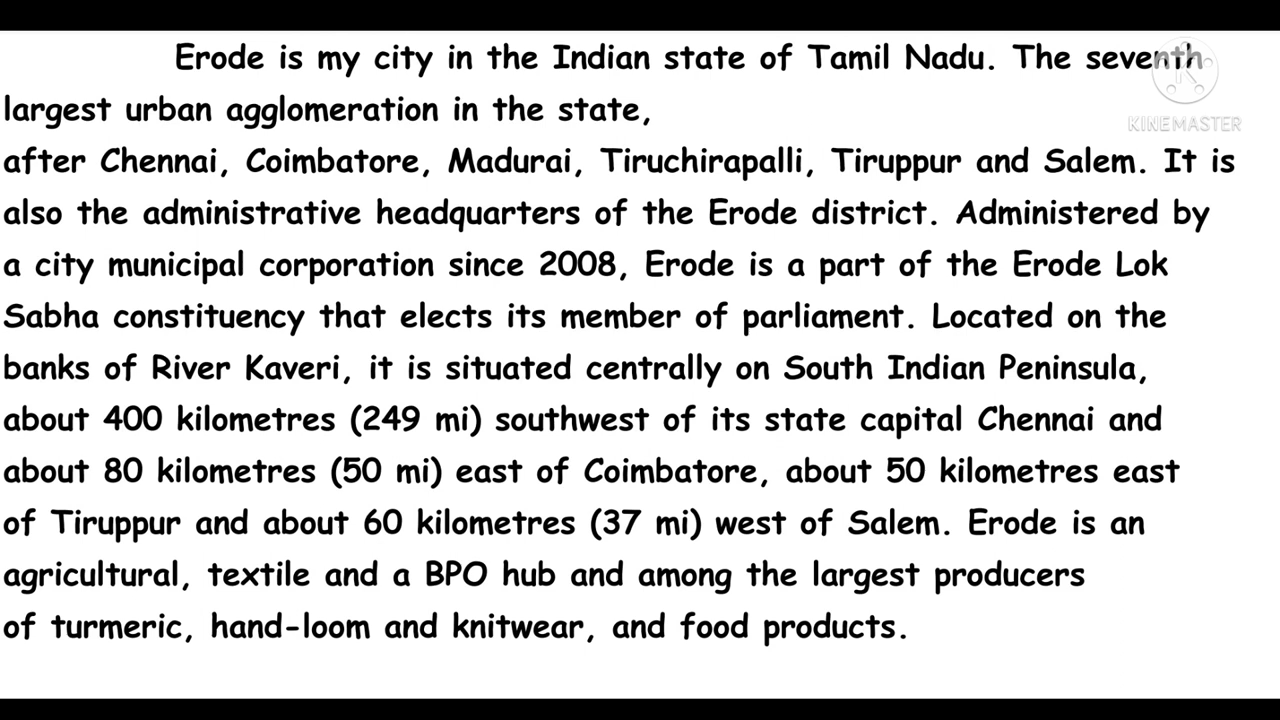 Erode is my city in the Indian state of Tamil Nadu. The seventh
largest urban agglomeration in the state,
after Chennai, Coimbatore, Madurai, Tiruchirapalli, Tiruppur and Salem. It is
also the administrative headquarters of the Erode district. Administered by
a city municipal corporation since 2008, Erode is a part of the Erode Lok
Sabha constituency that elects its member of parliament. Located on the
banks of River Kaveri, it is situated centrally on South Indian Peninsula,
about 400 kilometres (249 mi) southwest of its state capital Chennai and
about 80 kilometres (50 mi) east of Coimbatore, about 50 kilometres east
of Tiruppur and about 60 kilometres (37 mi) west of Salem. Erode is an
agricultural, textile and a BPO hub and among the largest producers
of turmeric, hand-loom and knitwear, and food products.
K
KINEMASTER